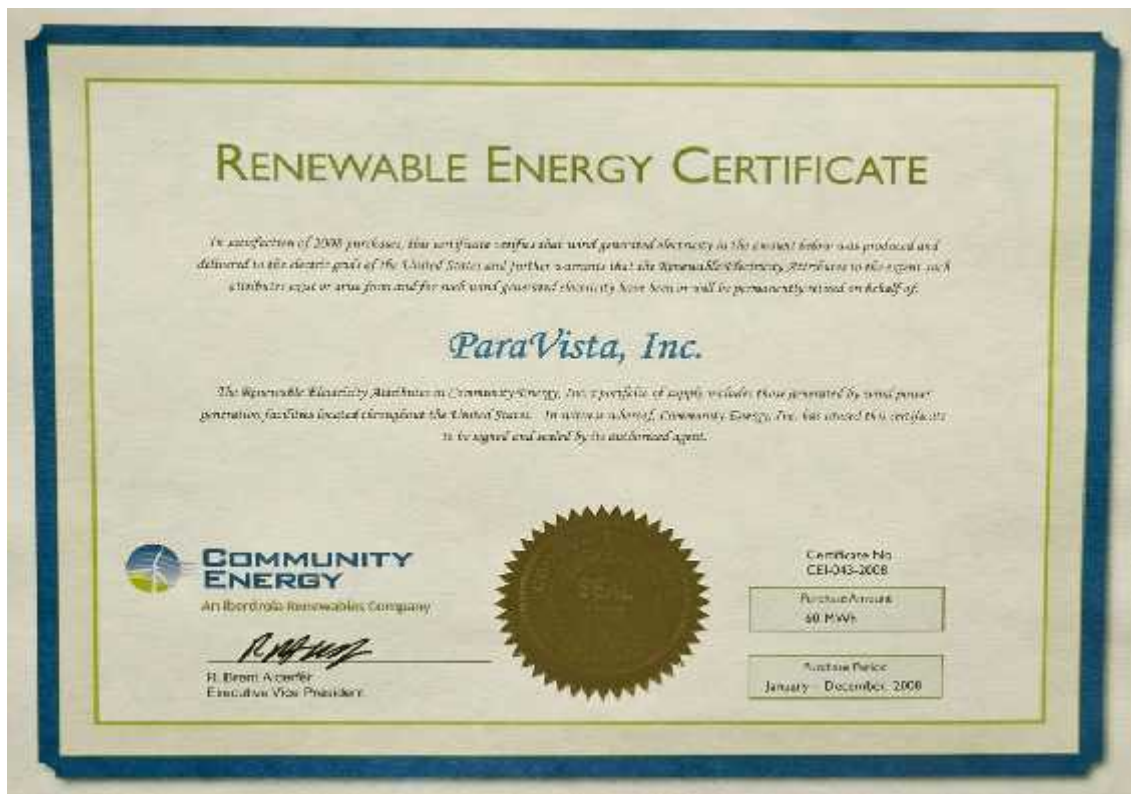 RENEWABLE ENERGY CERTIFICATE
In satisfaction of 2008 purchases, this certificate verifies that wind generated electricity in the amount below was produced and
delivered to the electric grids of the United States and further warrants that the Renewable Electricity Attributes to the extent such
attributes exist or arise from and for such wind generated electricity have been or will be permanently retired on behalf of:
ParaVista, Inc.
The Renewable Electricity Attributes in Community Energy, Inc.'s portfolio of supply includes those generated by wind power
generation facilities located throughout the United States. In witness whereof, Community Energy, Inc. has caused this certificate
to be signed and sealed by its authorized agent.
COMMUNITY
ENERGY
An Iberdrola Renewables Company
R. Brent Alderfer
Executive Vice President
SEAL
Certificate No.
CEI-043-2008
Purchase Amount
60 MWh
Purchase Period
January - December, 2008